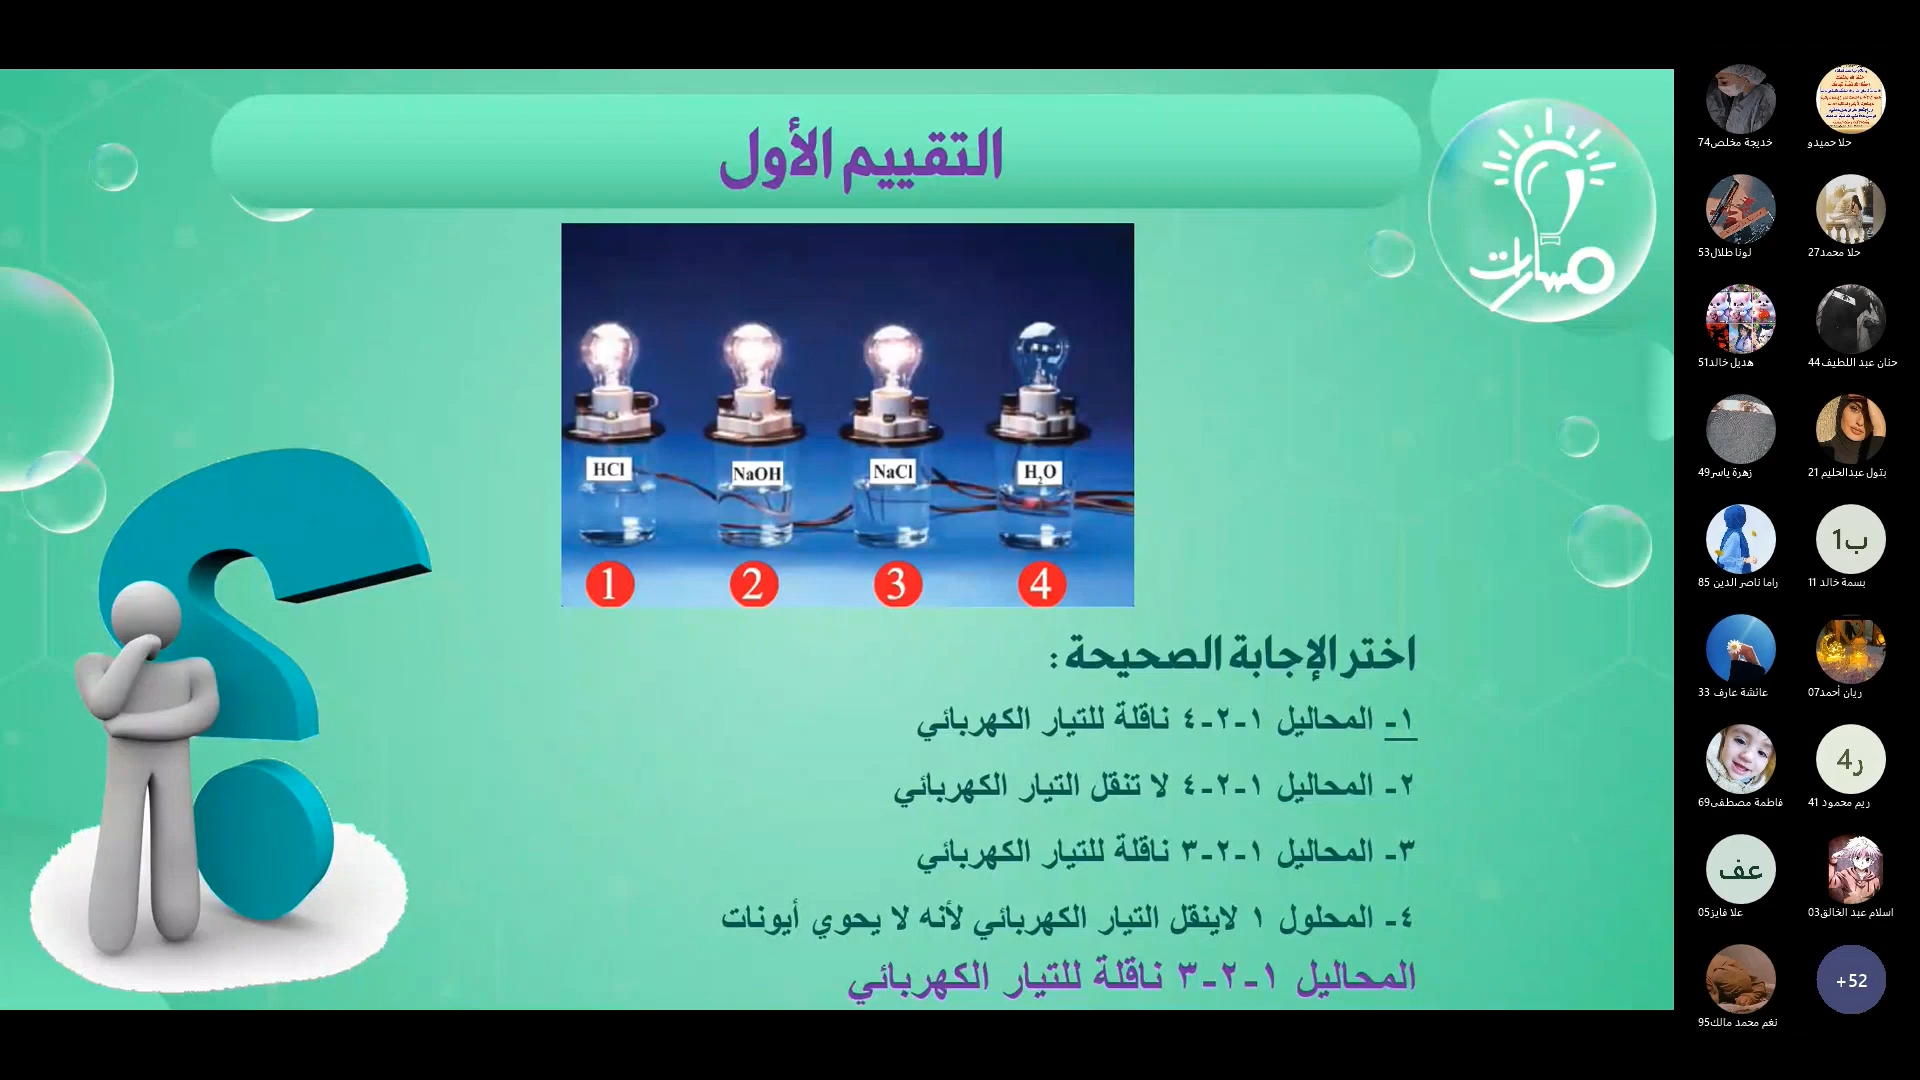 التقييم الأول
مسارات
HCl
NaOH
NaCl
H₂O
1
2
3
4
اختر الإجابة الصحيحة :
١- المحاليل ١-٢-٤ ناقلة للتيار الكهربائي
٢- المحاليل ١-٢-٤ لا تنقل التيار الكهربائي
٣- المحاليل ١-٢-٣ ناقلة للتيار الكهربائي
٤- المحلول ١ لاينقل التيار الكهربائي لأنه لا يحوي أيونات
المحاليل ١-٢-٣ ناقلة للتيار الكهربائي
حلا حميدو
خديجة مخلص74
حلا محمد27
لونا طلال53
حنان عبد اللطيف44
هديل خالد51
بتول عبدالحليم 21
زهرة ياسر49
ب1
بسمة خالد 11
راما ناصر الدين 85
ريان أحمد07
عائشة عارف 33
ر4
ريم محمود 41
فاطمة مصطفى69
اسلام عبد الخالق03
عف
علا فايز05
+52
نغم محمد مالك95